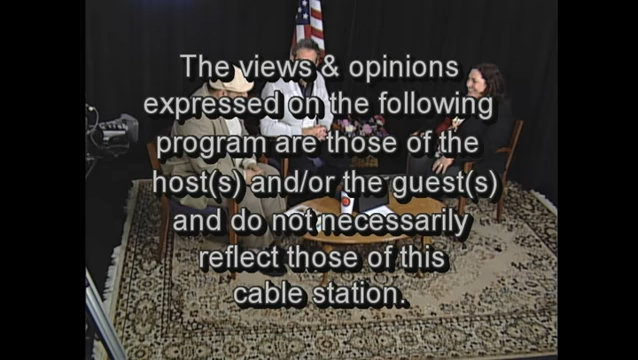 The views & opinions
expressed on the following
program are those of the
host(s) and/or the guest(s)
and do not necessarily
reflect those of this
cable station.